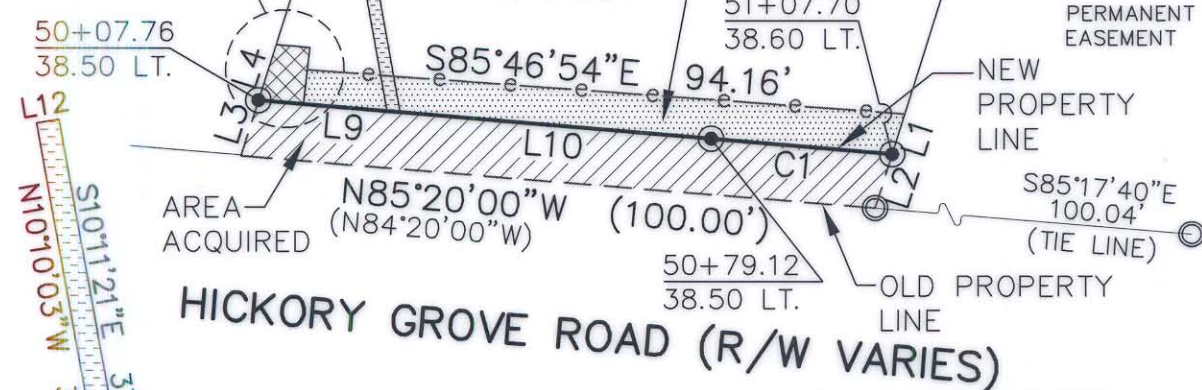 50+07.76
38.50 LT.
51+07.70
38.60 LT.
PERMANENT
EASEMENT
L4
S85°46'54"E 94.16'
e e e e e e e e
NEW
PROPERTY
LINE
L12
L3
L9
L10
C1
L1
L2
N10°10'03"W
S10°11'21"E
AREA
ACQUIRED
N85°20'00"W (100.00')
(N84°20'00"W)
S85°17'40"E
100.04'
(TIE LINE)
50+79.12
38.50 LT.
OLD PROPERTY
LINE
HICKORY GROVE ROAD (R/W VARIES)